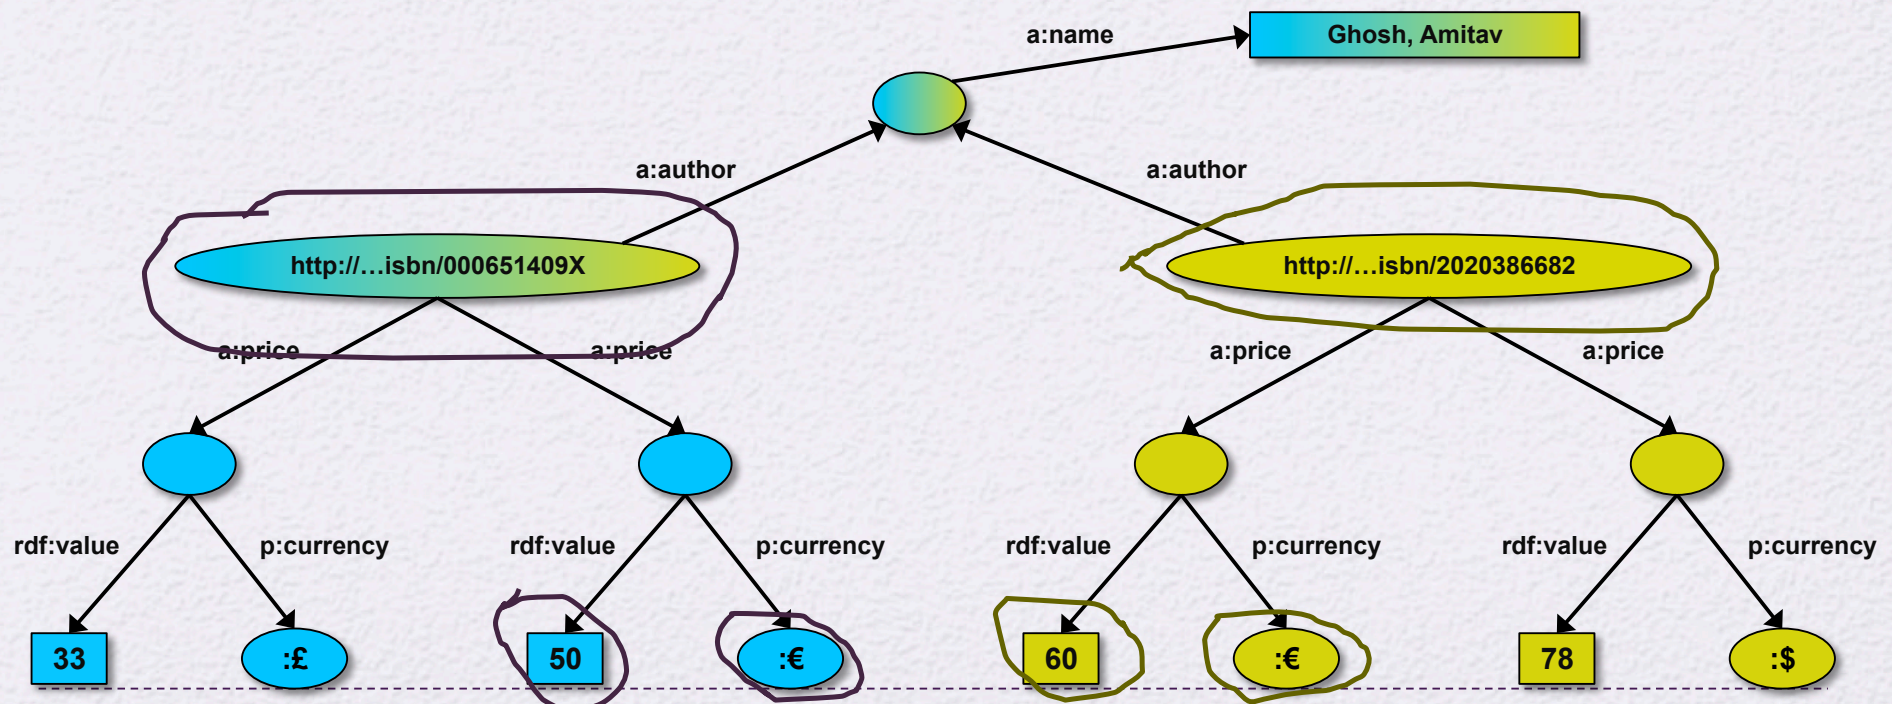 a:name
Ghosh, Amitav
a:author
a:author
http://…isbn/000651409X
http://…isbn/2020386682
a:price
a:price
a:price
a:price
rdf:value
p:currency
rdf:value
p:currency
rdf:value
p:currency
rdf:value
p:currency
33
:£
50
:€
60
:€
78
:$